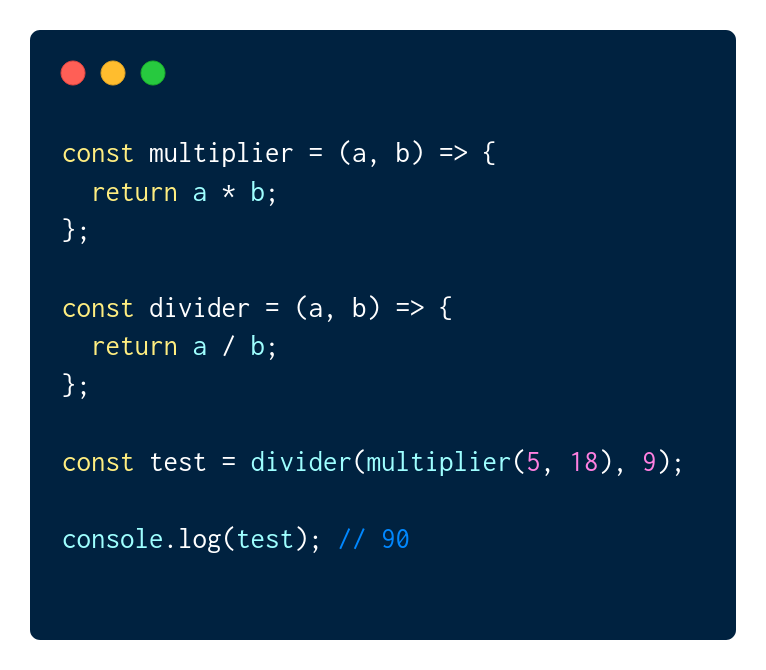 const multiplier = (a, b) => {
  return a * b;
};

const divider = (a, b) => {
  return a / b;
};

const test = divider(multiplier(5, 18), 9);

console.log(test); // 90